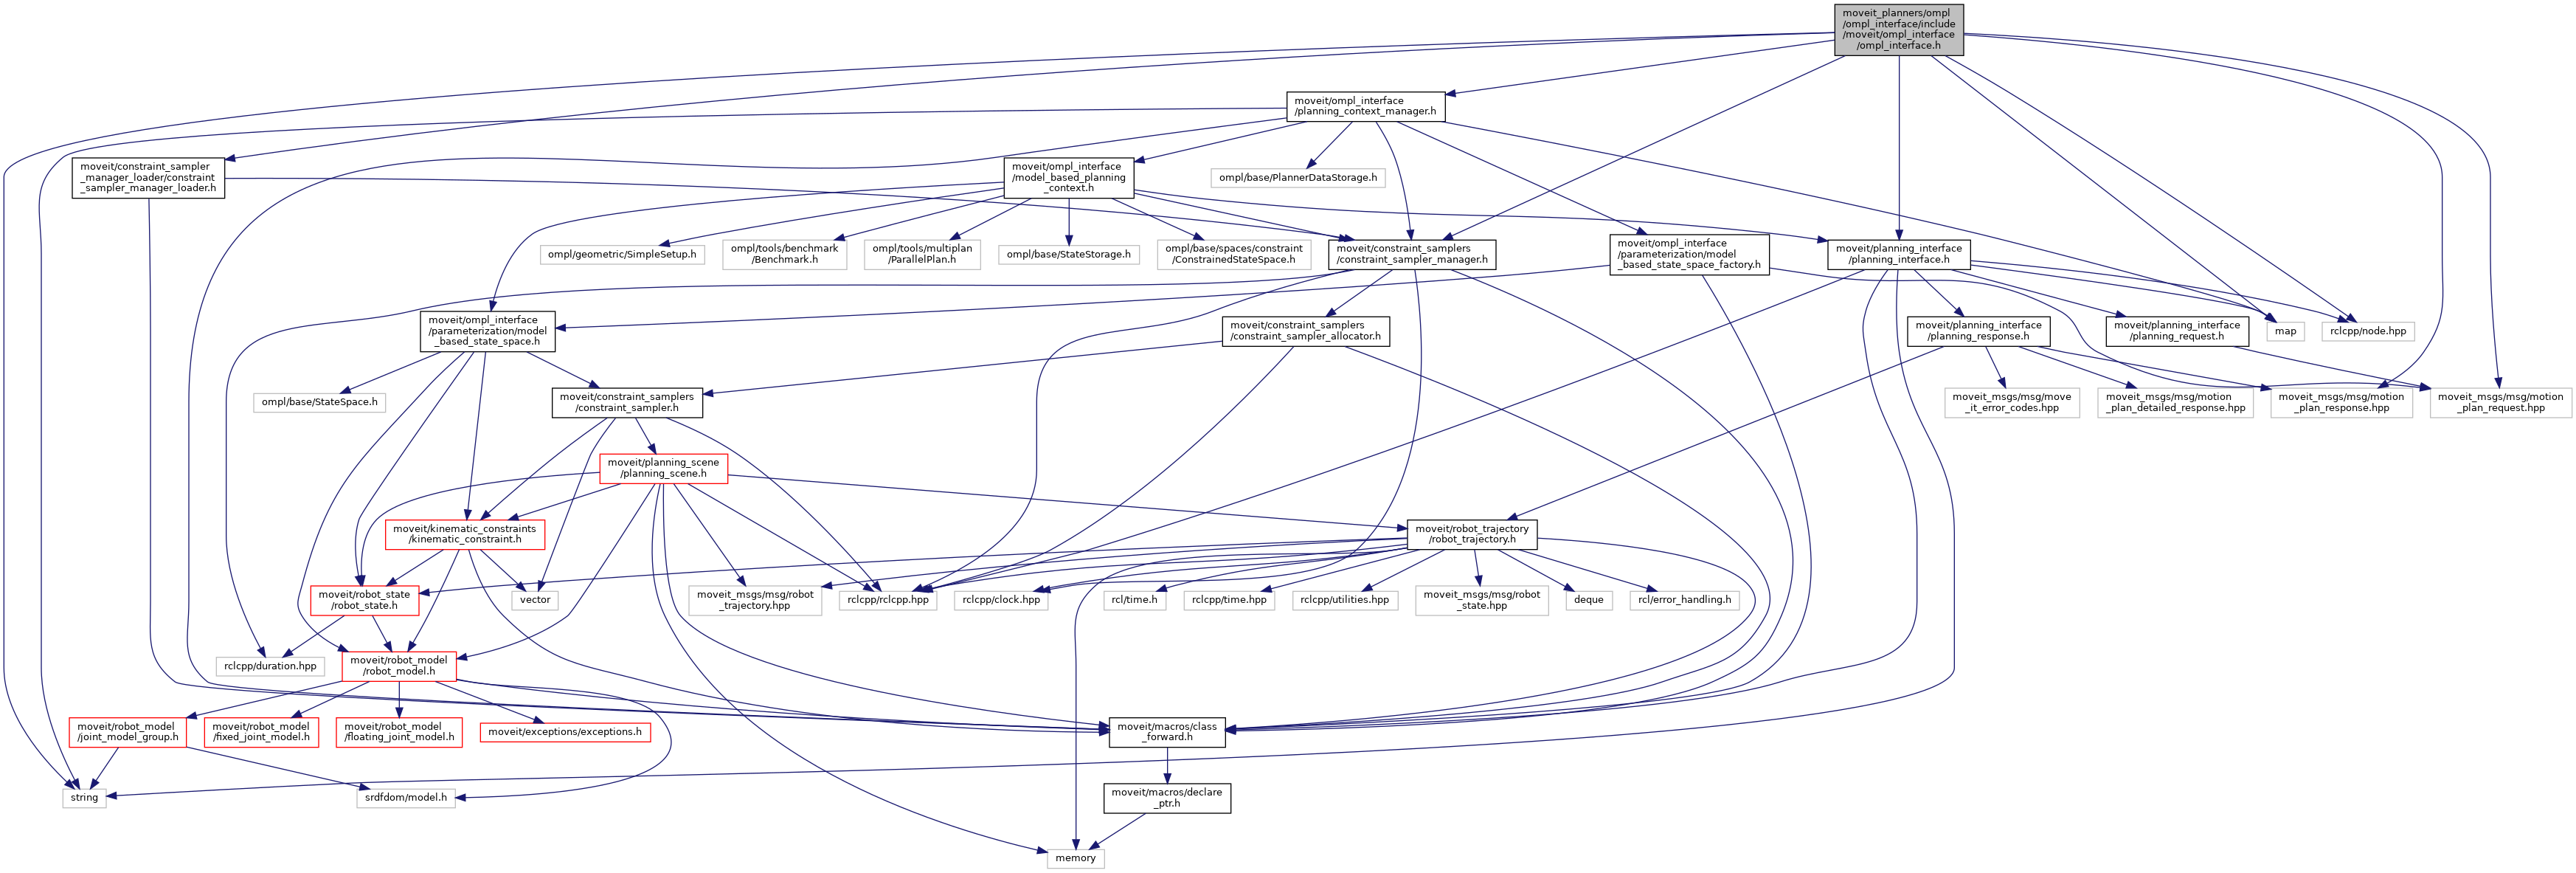 moveit_planners/ompl
/ompl_interface/include
/moveit/ompl_interface
/ompl_interface.h
moveit/ompl_interface
/planning_context_manager.h
moveit/constraint_sampler
_manager_loader/constraint
_sampler_manager_loader.h
moveit/ompl_interface
/model_based_planning
_context.h
ompl/base/PlannerDataStorage.h
ompl/geometric/SimpleSetup.h
ompl/tools/benchmark
/Benchmark.h
ompl/tools/multiplan
/ParallelPlan.h
ompl/base/StateStorage.h
ompl/base/spaces/constraint
/ConstrainedStateSpace.h
moveit/constraint_samplers
/constraint_sampler_manager.h
moveit/ompl_interface
/parameterization/model
_based_state_space_factory.h
moveit/planning_interface
/planning_interface.h
moveit/ompl_interface
/parameterization/model
_based_state_space.h
moveit/constraint_samplers
/constraint_sampler_allocator.h
moveit/planning_interface
/planning_response.h
moveit/planning_interface
/planning_request.h
map
rclcpp/node.hpp
ompl/base/StateSpace.h
moveit/constraint_samplers
/constraint_sampler.h
moveit_msgs/msg/move
_it_error_codes.hpp
moveit_msgs/msg/motion
_plan_detailed_response.hpp
moveit_msgs/msg/motion
_plan_response.hpp
moveit_msgs/msg/motion
_plan_request.hpp
moveit/planning_scene
/planning_scene.h
moveit/kinematic_constraints
/kinematic_constraint.h
moveit/robot_trajectory
/robot_trajectory.h
moveit/robot_state
/robot_state.h
vector
moveit_msgs/msg/robot
_trajectory.hpp
rclcpp/rclcpp.hpp
rclcpp/clock.hpp
rcl/time.h
rclcpp/time.hpp
rclcpp/utilities.hpp
moveit_msgs/msg/robot
_state.hpp
deque
rcl/error_handling.h
rclcpp/duration.hpp
moveit/robot_model
/robot_model.h
moveit/robot_model
/joint_model_group.h
moveit/robot_model
/fixed_joint_model.h
moveit/robot_model
/floating_joint_model.h
moveit/exceptions/exceptions.h
moveit/macros/class
_forward.h
string
srdfdom/model.h
moveit/macros/declare
_ptr.h
memory